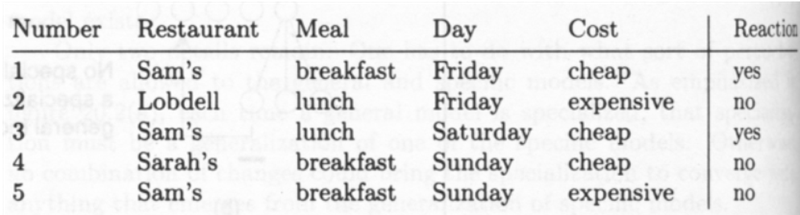 Number Restaurant Meal Day Cost Reaction
1 Sam's breakfast Friday cheap yes
2 Lobdell lunch Friday expensive no
3 Sam's lunch Saturday cheap yes
4 Sarah's breakfast Sunday cheap no
5 Sam's breakfast Sunday expensive no